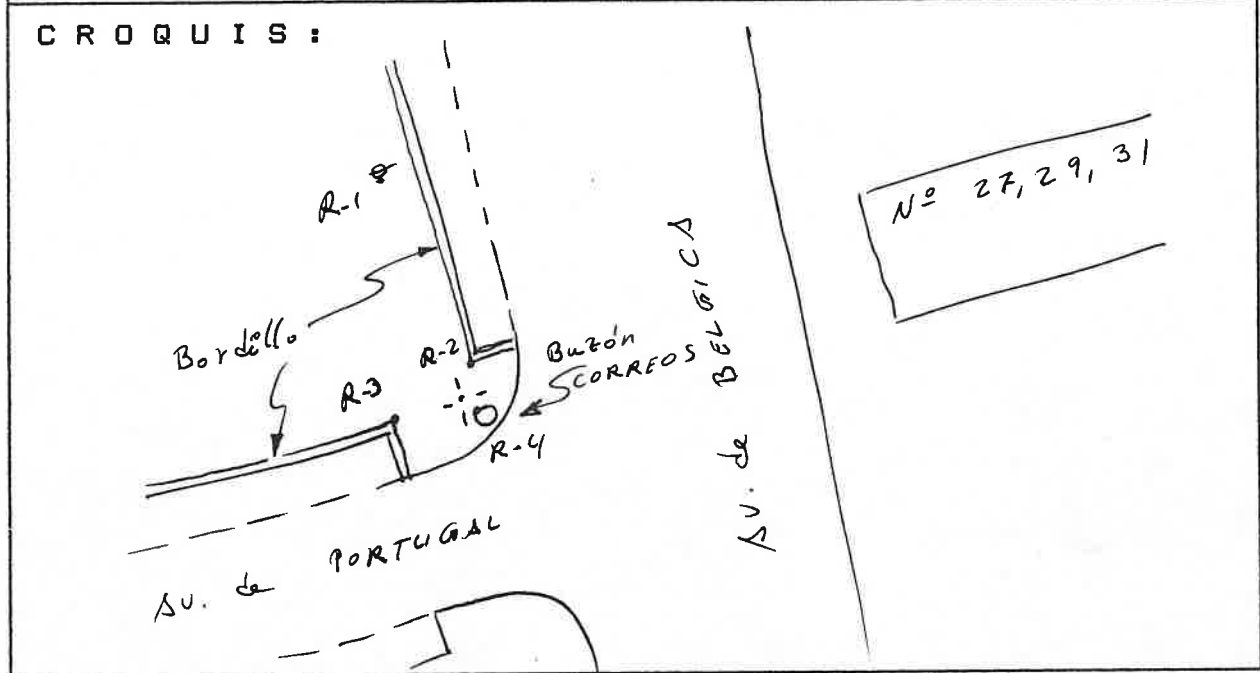 CROQUIS:
R-1
Nº 27, 29, 31
Bordillo
R-2
Buzón
CORREOS
R-3
R-4
AV. de BELGICA
AV. de PORTUGAL